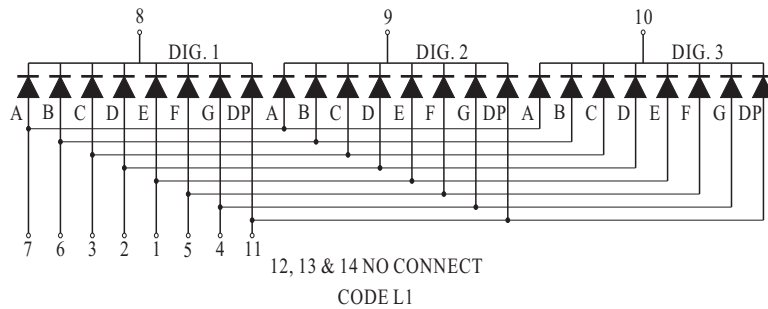 8 9 10
DIG. 1 DIG. 2 DIG. 3
A B C D E F G DP A B C D E F G DP A B C D E F G DP
7 6 3 2 1 5 4 11
12, 13 & 14 NO CONNECT
CODE L1